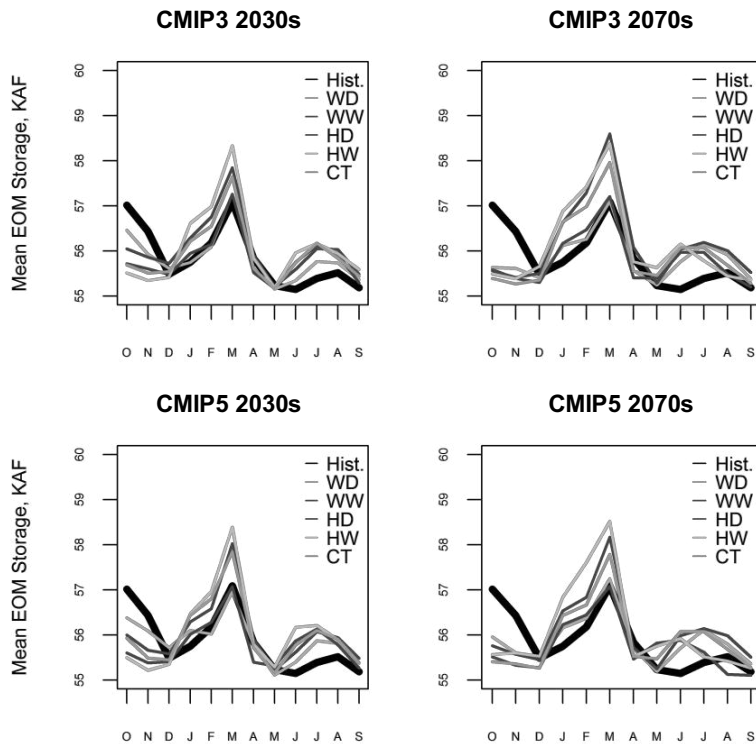 CMIP3 2030s
Mean EOM Storage, KAF
60
59
58
57
56
55
Hist.
WD
WW
HD
HW
CT
O N D J F M A M J J A S
CMIP3 2070s
60
59
58
57
56
55
Hist.
WD
WW
HD
HW
CT
O N D J F M A M J J A S
CMIP5 2030s
Mean EOM Storage, KAF
60
59
58
57
56
55
Hist.
WD
WW
HD
HW
CT
O N D J F M A M J J A S
CMIP5 2070s
60
59
58
57
56
55
Hist.
WD
WW
HD
HW
CT
O N D J F M A M J J A S